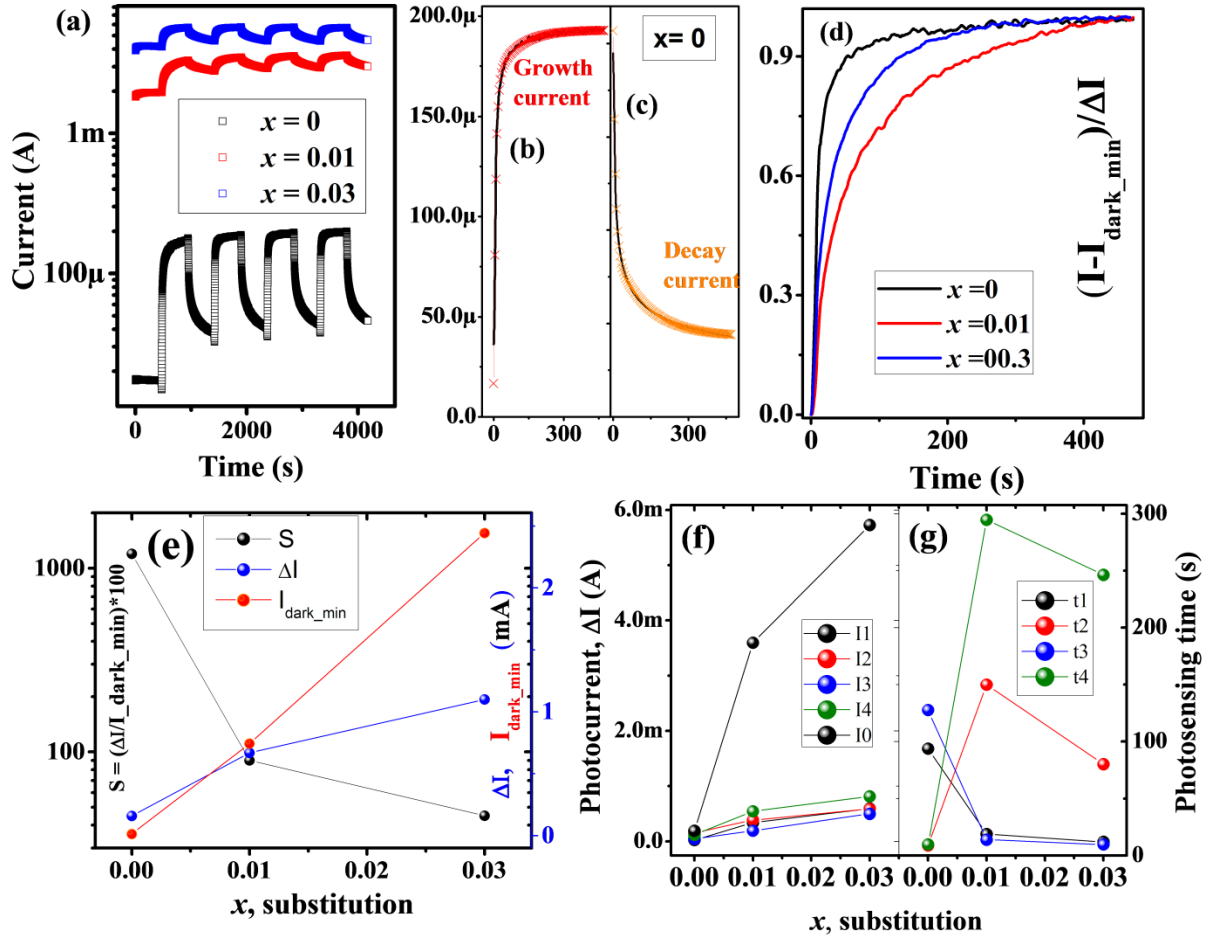 (a)
Current (A)
1m
100µ
x = 0
x = 0.01
x = 0.03
0
2000
4000
Time (s)
200.0µ
150.0µ
100.0µ
50.0µ
0.0
Growth
current
(b)
0
300
x= 0
(c)
Decay
current
0
300
(d)
0.9
0.6
0.3
0.0
(I-I_dark_min)/ΔI
x =0
x =0.01
x =00.3
0
200
400
Time (s)
(e)
S = (ΔI/I_dark_min)*100
1000
100
S
ΔI
I_dark_min
2
1
0
ΔI, I_dark_min (mA)
0.00
0.01
0.02
0.03
x, substitution
Photocurrent, ΔI (A)
6.0m
4.0m
2.0m
0.0
(f)
I1
I2
I3
I4
I0
0.00 0.01 0.02 0.03
(g)
t1
t2
t3
t4
300
200
100
0
Photosensing time (s)
0.00 0.01 0.02 0.03
x, substitution